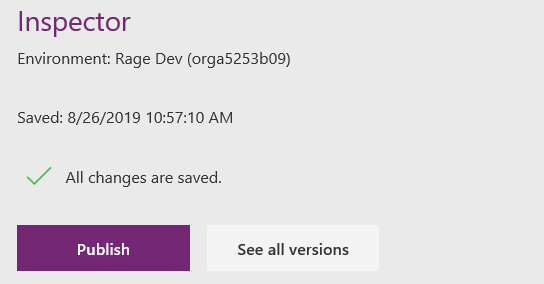 Inspector
Environment: Rage Dev (orga5253b09)
Saved: 8/26/2019 10:57:10 AM
All changes are saved.
Publish
See all versions